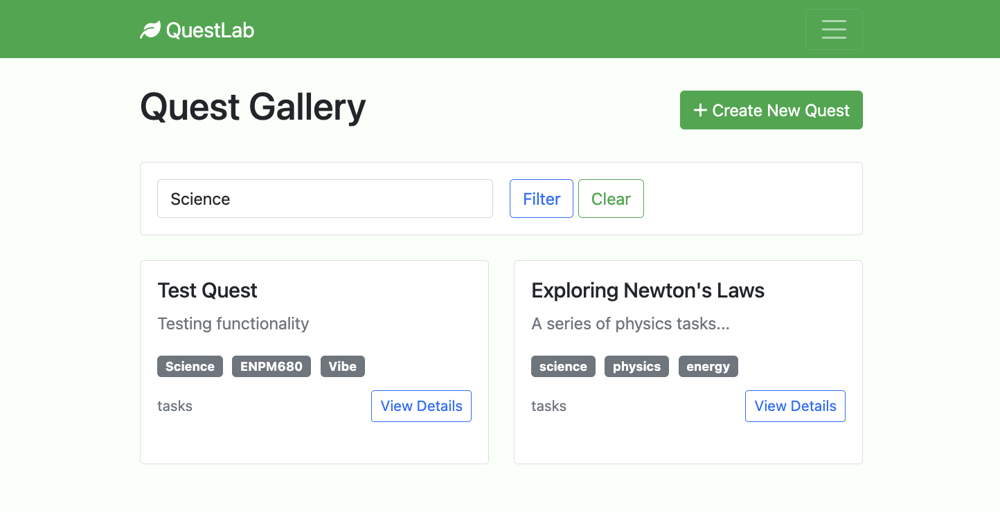 QuestLab
Quest Gallery
+ Create New Quest
Science
Filter Clear
Test Quest
Testing functionality
Science ENPM680 Vibe
tasks
View Details
Exploring Newton's Laws
A series of physics tasks...
science physics energy
tasks
View Details